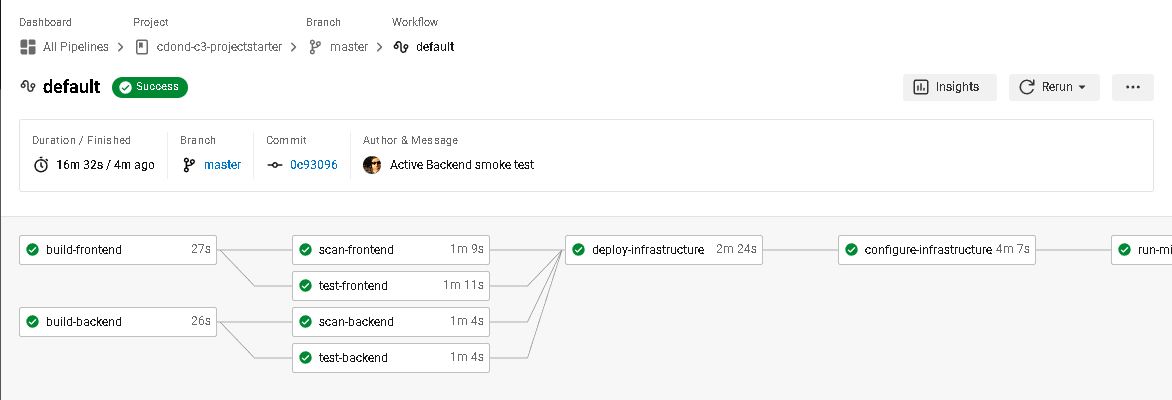 Dashboard Project Branch Workflow
All Pipelines cdond-c3-projectstarter master default
default Success Insights Rerun
Duration / Finished Branch Commit Author & Message
16m 32s / 4m ago master 0c93096 Active Backend smoke test
build-frontend 27s scan-frontend 1m 9s deploy-infrastructure 2m 24s configure-infrastructure 4m 7s run-mi
test-frontend 1m 11s
build-backend 26s scan-backend 1m 4s
test-backend 1m 4s